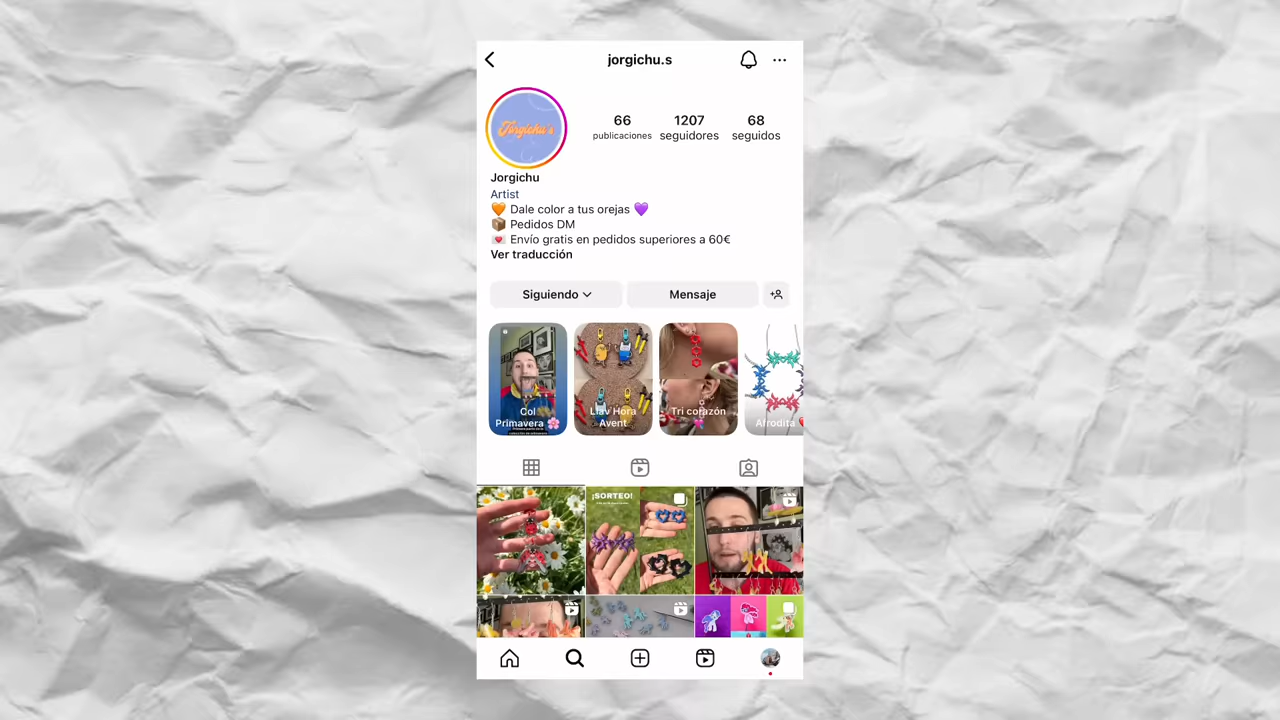 jorgichu.s
Jorgichu's
66
publicaciones
1207
seguidores
68
seguidos
Jorgichu
Artist
🧡 Dale color a tus orejas 💜
📦 Pedidos DM
💌 Envío gratis en pedidos superiores a 60€
Ver traducción
Siguiendo
Mensaje
Col
Primavera 🌸
Llav Hora
Avent
Tri corazón
💖
Afrodita
¡SORTEO!